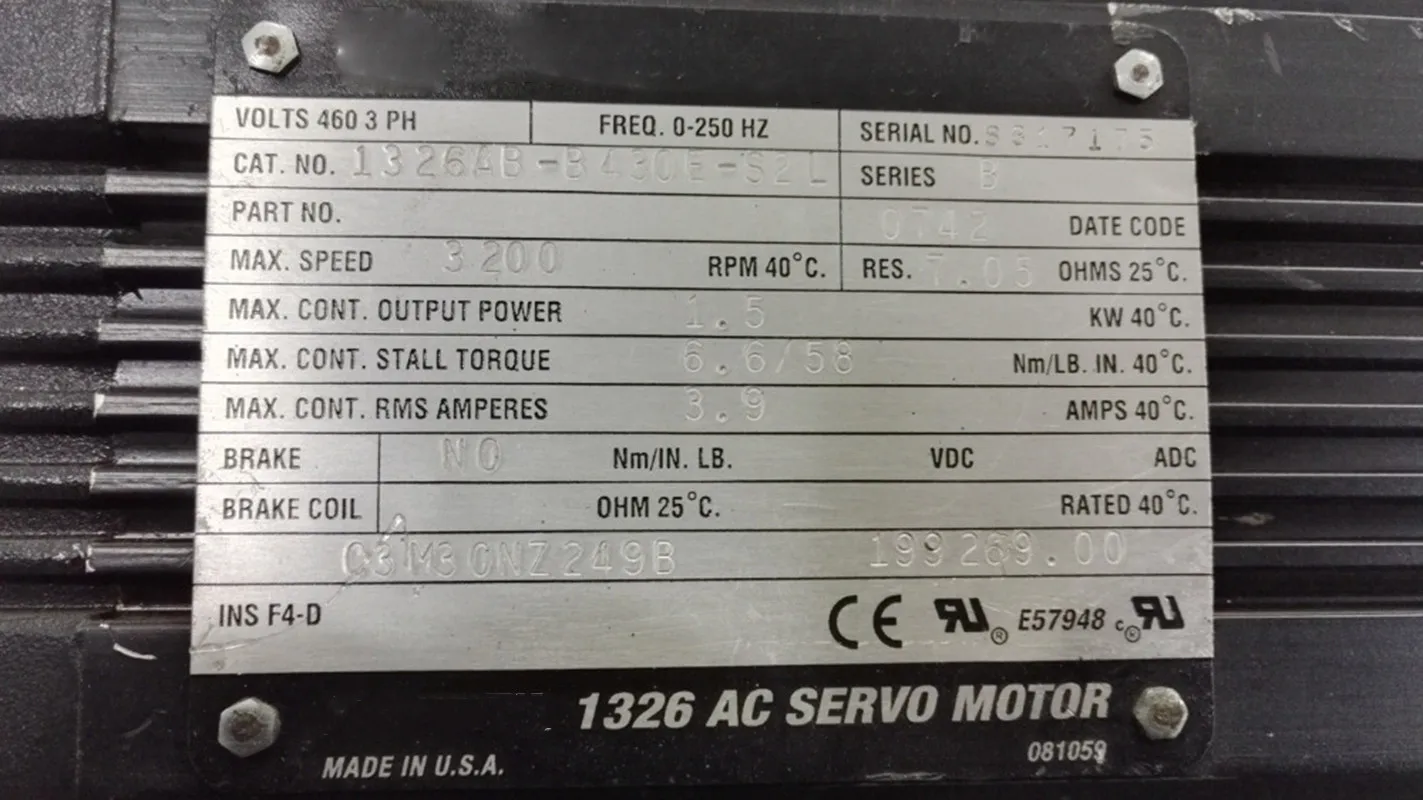 VOLTS 460 3 PH FREQ. 0-250 HZ SERIAL NO. S317175
CAT. NO. 1326AB-B430E-S2L SERIES B
PART NO. 0742 DATE CODE
MAX. SPEED 3200 RPM 40°C. RES. 7.05 OHMS 25°C.
MAX. CONT. OUTPUT POWER 1.5 KW 40°C.
MAX. CONT. STALL TORQUE 6.6/58 Nm/LB. IN. 40°C.
MAX. CONT. RMS AMPERES 3.9 AMPS 40°C.
BRAKE NO Nm/IN. LB. VDC ADC
BRAKE COIL OHM 25°C. RATED 40°C.
C3M30NZ249B 199269.00
INS F4-D CE RU® E57948 cRU®
1326 AC SERVO MOTOR
081059
MADE IN U.S.A.